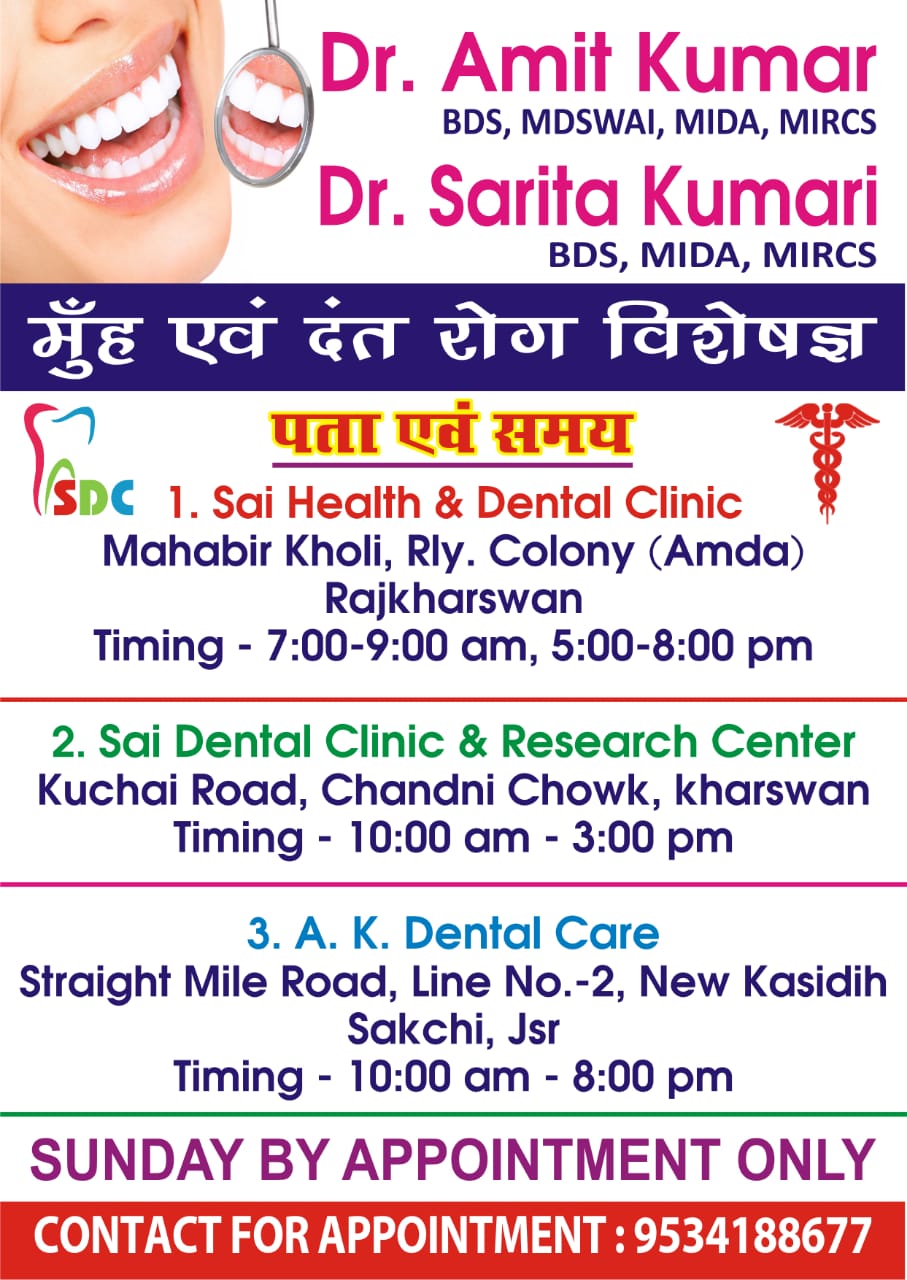 Dr. Amit Kumar
BDS, MDSWAI, MIDA, MIRCS
Dr. Sarita Kumari
BDS, MIDA, MIRCS
मुँह एवं दंत रोग विशेषज्ञ
पता एवं समय
SDC
1. Sai Health & Dental Clinic
Mahabir Kholi, Rly. Colony (Amda)
Rajkharswan
Timing - 7:00-9:00 am, 5:00-8:00 pm
2. Sai Dental Clinic & Research Center
Kuchai Road, Chandni Chowk, kharswan
Timing - 10:00 am - 3:00 pm
3. A. K. Dental Care
Straight Mile Road, Line No.-2, New Kasidih
Sakchi, Jsr
Timing - 10:00 am - 8:00 pm
SUNDAY BY APPOINTMENT ONLY
CONTACT FOR APPOINTMENT : 9534188677